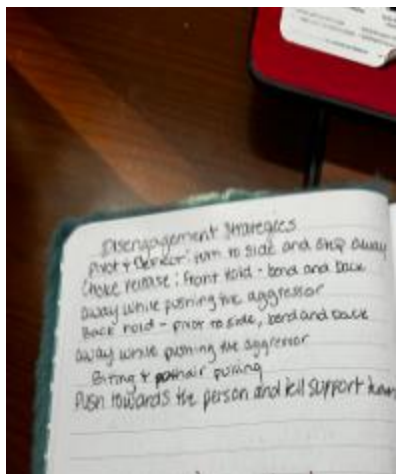 Disengagement Strategies
Pivot + Deflect: turn to side and step away
Choke release: Front Hold - bend and back
away while pushing the aggressor
Back hold - pivot to side, bend and back
away while pushing the aggressor
Biting + hair pulling
Push towards the person and tell support